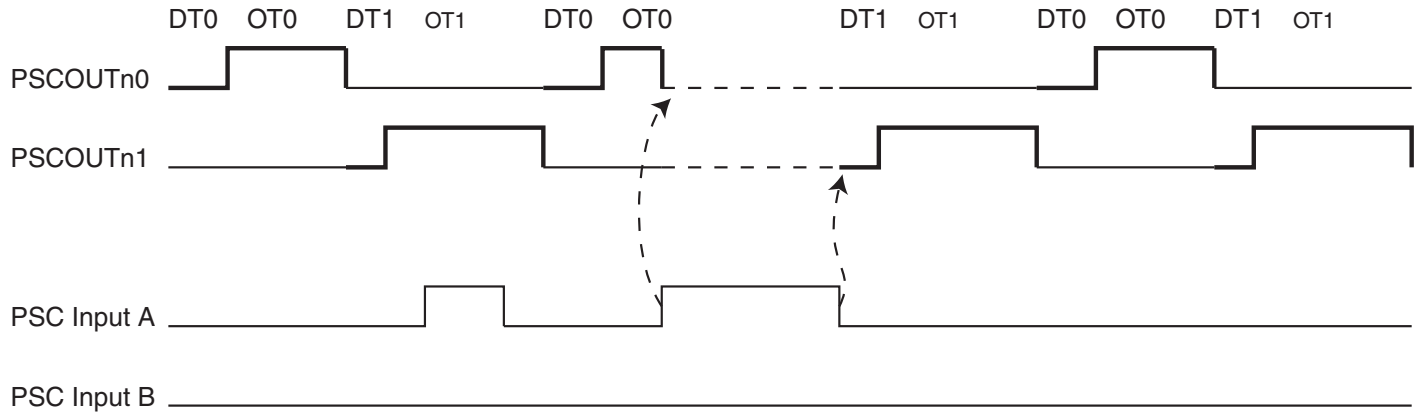 DT0 OT0 DT1 OT1 DT0 OT0 DT1 OT1 DT0 OT0 DT1 OT1
PSCOUTn0
PSCOUTn1
PSC Input A
PSC Input B